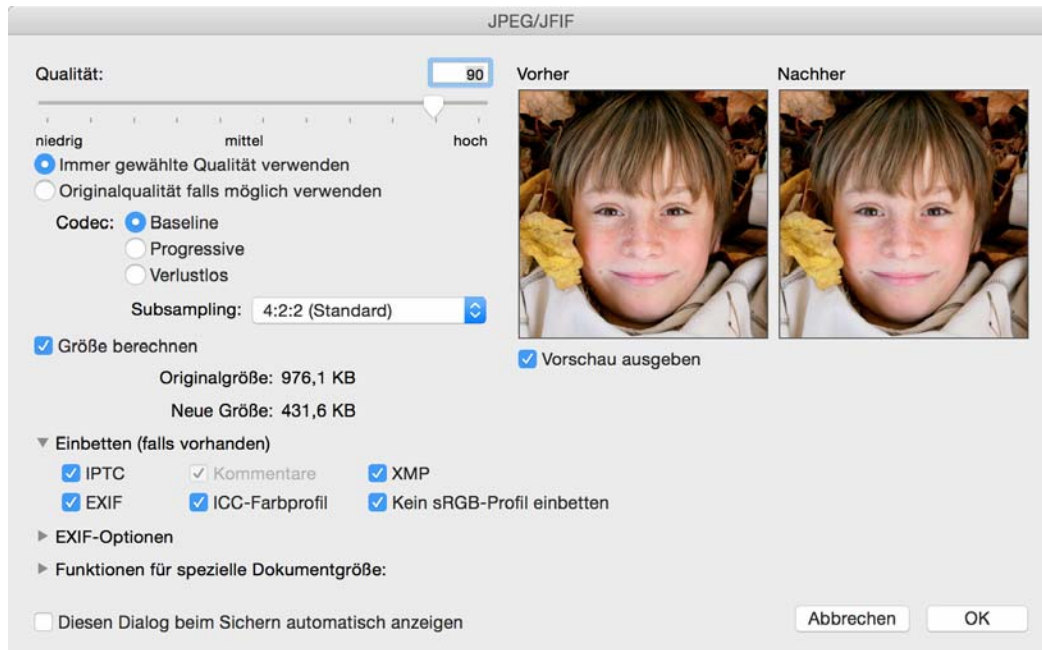 JPEG/JFIF
Qualität: 90
niedrig mittel hoch
Immer gewählte Qualität verwenden
Originalqualität falls möglich verwenden
Codec: Baseline
Progressive
Verlustlos
Subsampling: 4:2:2 (Standard)
Größe berechnen
Originalgröße: 976,1 KB
Neue Größe: 431,6 KB
Einbetten (falls vorhanden)
IPTC Kommentare XMP
EXIF ICC-Farbprofil Kein sRGB-Profil einbetten
EXIF-Optionen
Funktionen für spezielle Dokumentgröße:
Diesen Dialog beim Sichern automatisch anzeigen
Vorher Nachher
Vorschau ausgeben
Abbrechen OK